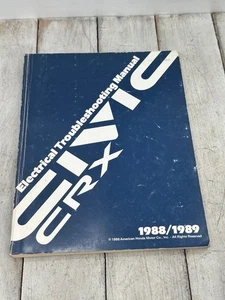 Electrical Troubleshooting Manual
CIVIC
CRX
1988/1989
© 1988 American Honda Motor Co., Inc. - All Rights Reserved